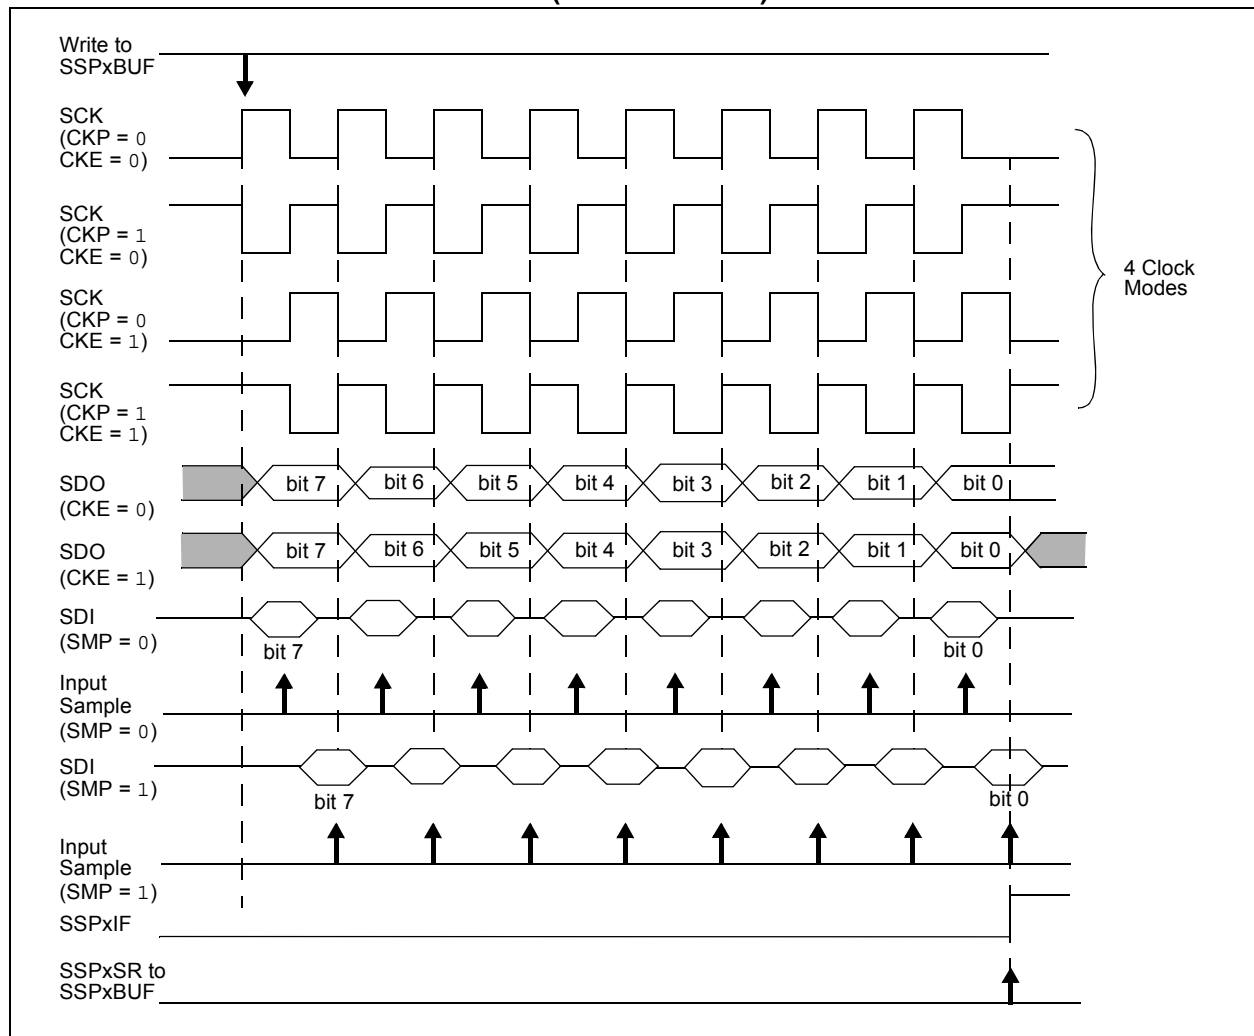 Write to
SSPxBUF
SCK
(CKP = 0
CKE = 0)
SCK
(CKP = 1
CKE = 0)
SCK
(CKP = 0
CKE = 1)
4 Clock
Modes
SCK
(CKP = 1
CKE = 1)
SDO
(CKE = 0)
bit 7 bit 6 bit 5 bit 4 bit 3 bit 2 bit 1 bit 0
SDO
(CKE = 1)
bit 7 bit 6 bit 5 bit 4 bit 3 bit 2 bit 1 bit 0
SDI
(SMP = 0)
bit 7 bit 0
Input
Sample
(SMP = 0)
SDI
(SMP = 1)
bit 7 bit 0
Input
Sample
(SMP = 1)
SSPxIF
SSPxSR to
SSPxBUF